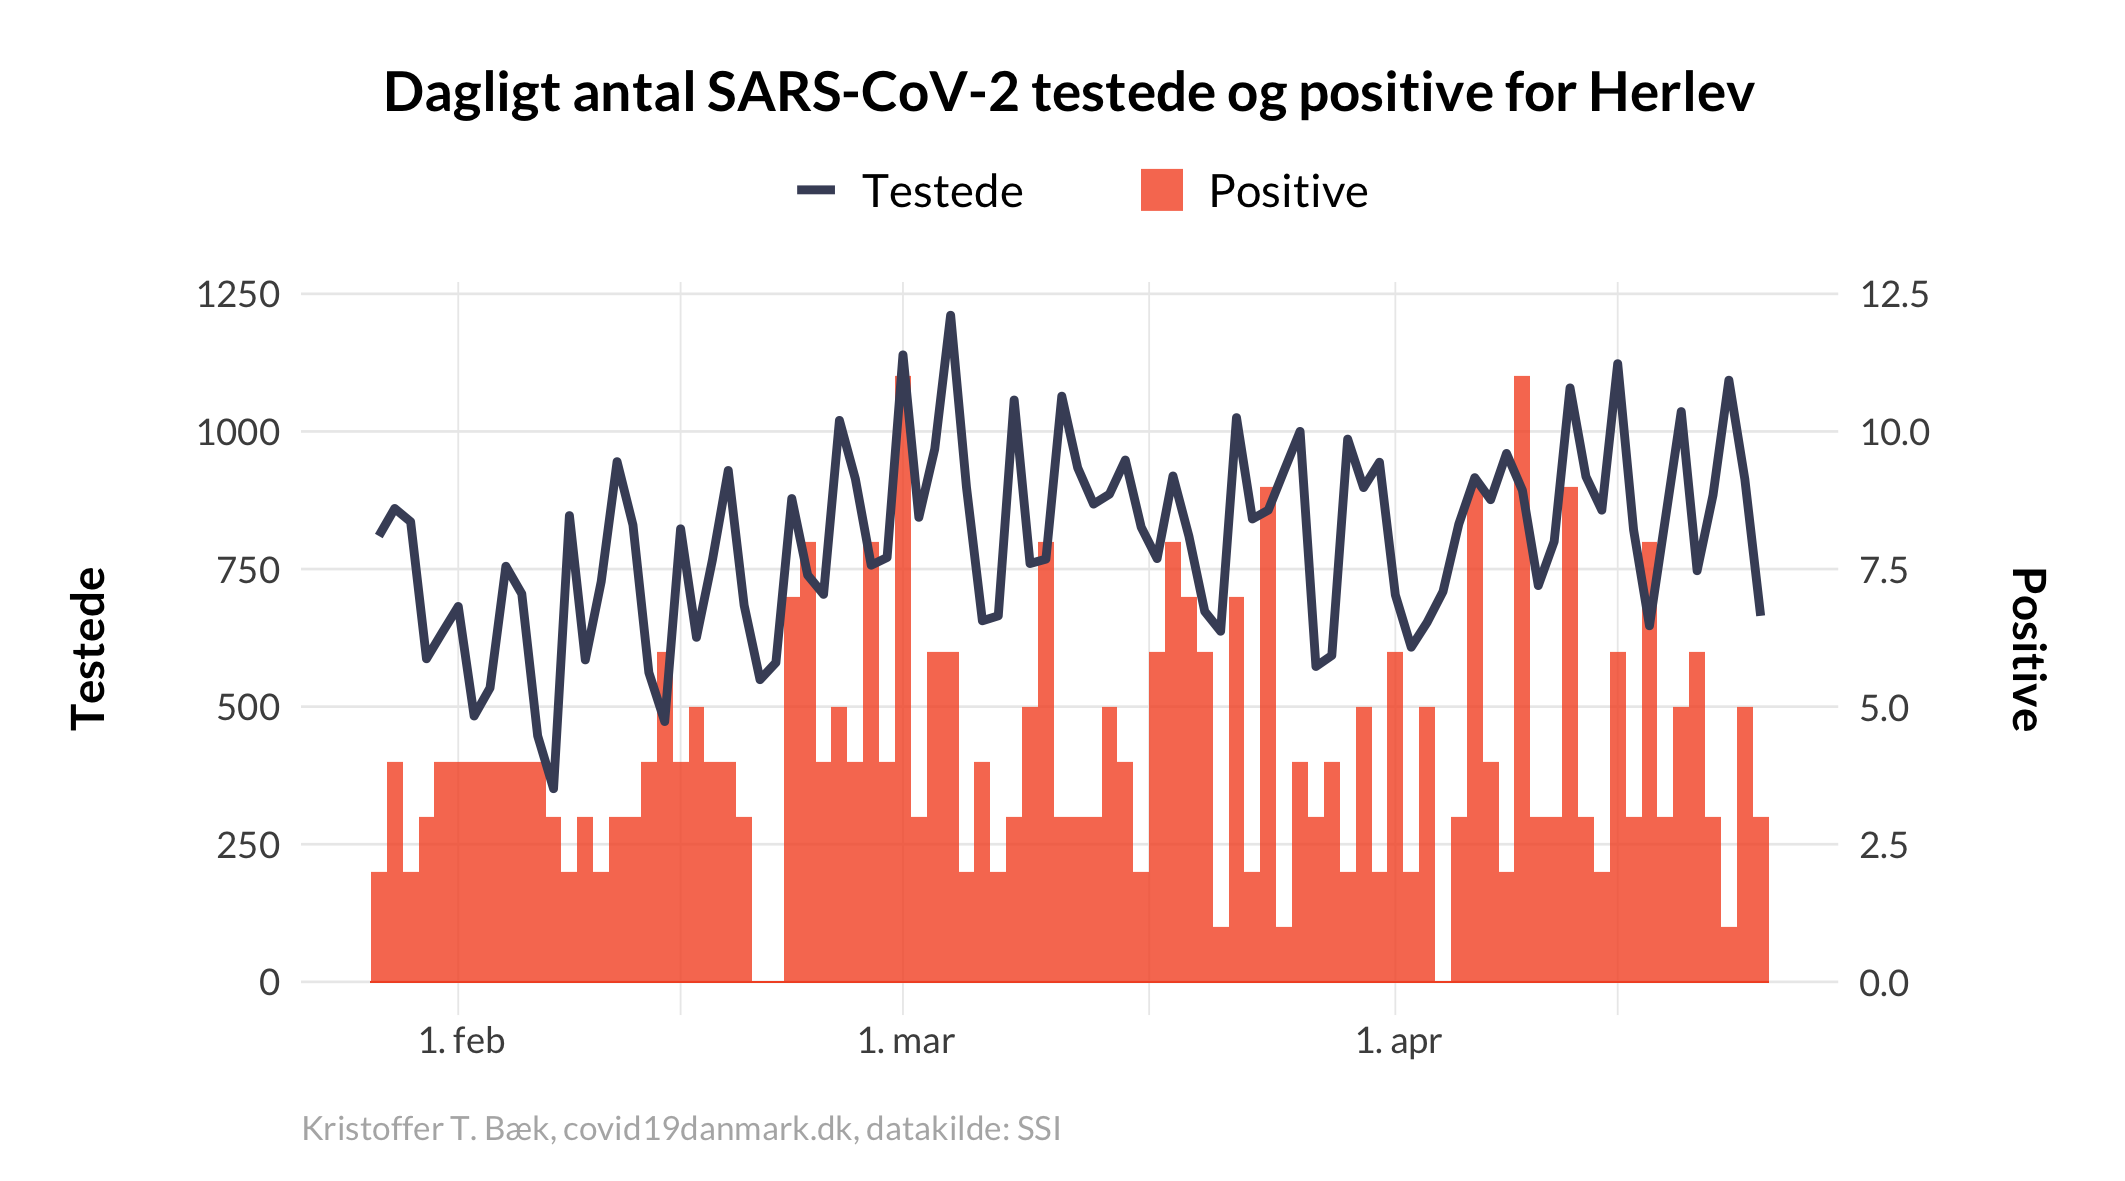 Dagligt antal SARS-CoV-2 testede og positive for Herlev
Testede Positive
1250 12.5
1000 10.0
750 7.5
500 5.0
250 2.5
0 0.0
Testede
Positive
1. feb 1. mar 1. apr
Kristoffer T. Bæk, covid19danmark.dk, datakilde: SSI